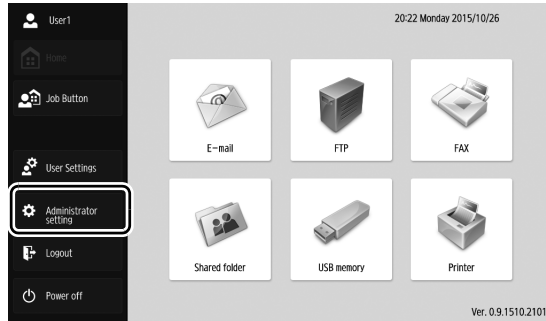 User1
20:22 Monday 2015/10/26
Home
Job Button
User Settings
Administrator
setting
Logout
Power off
E-mail
FTP
FAX
Shared folder
USB memory
Printer
Ver. 0.9.1510.2101